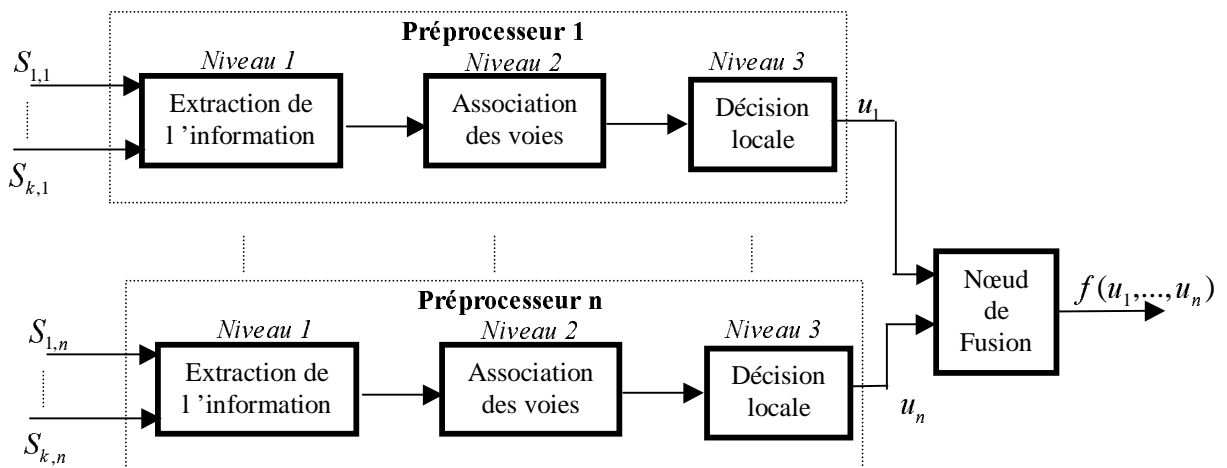 Préprocesseur 1
Niveau 1
Niveau 2
Niveau 3
S1,1
Sk,1
Extraction de
l ’information
Association
des voies
Décision
locale
u1
Préprocesseur n
Niveau 1
Niveau 2
Niveau 3
S1,n
Sk,n
Extraction de
l ’information
Association
des voies
Décision
locale
un
Nœud
de
Fusion
f(u1,...,un)